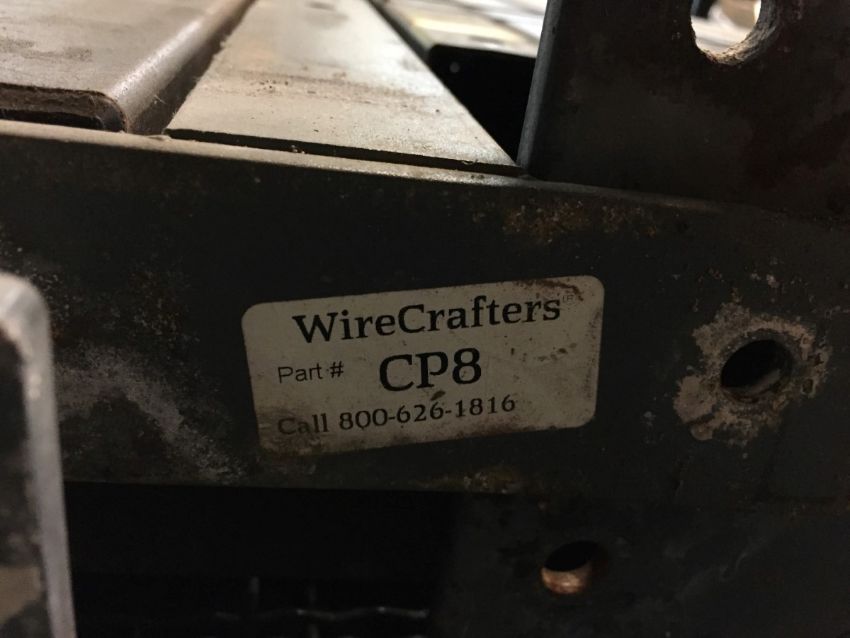 WireCrafters
Part # CP8
Call 800-626-1816